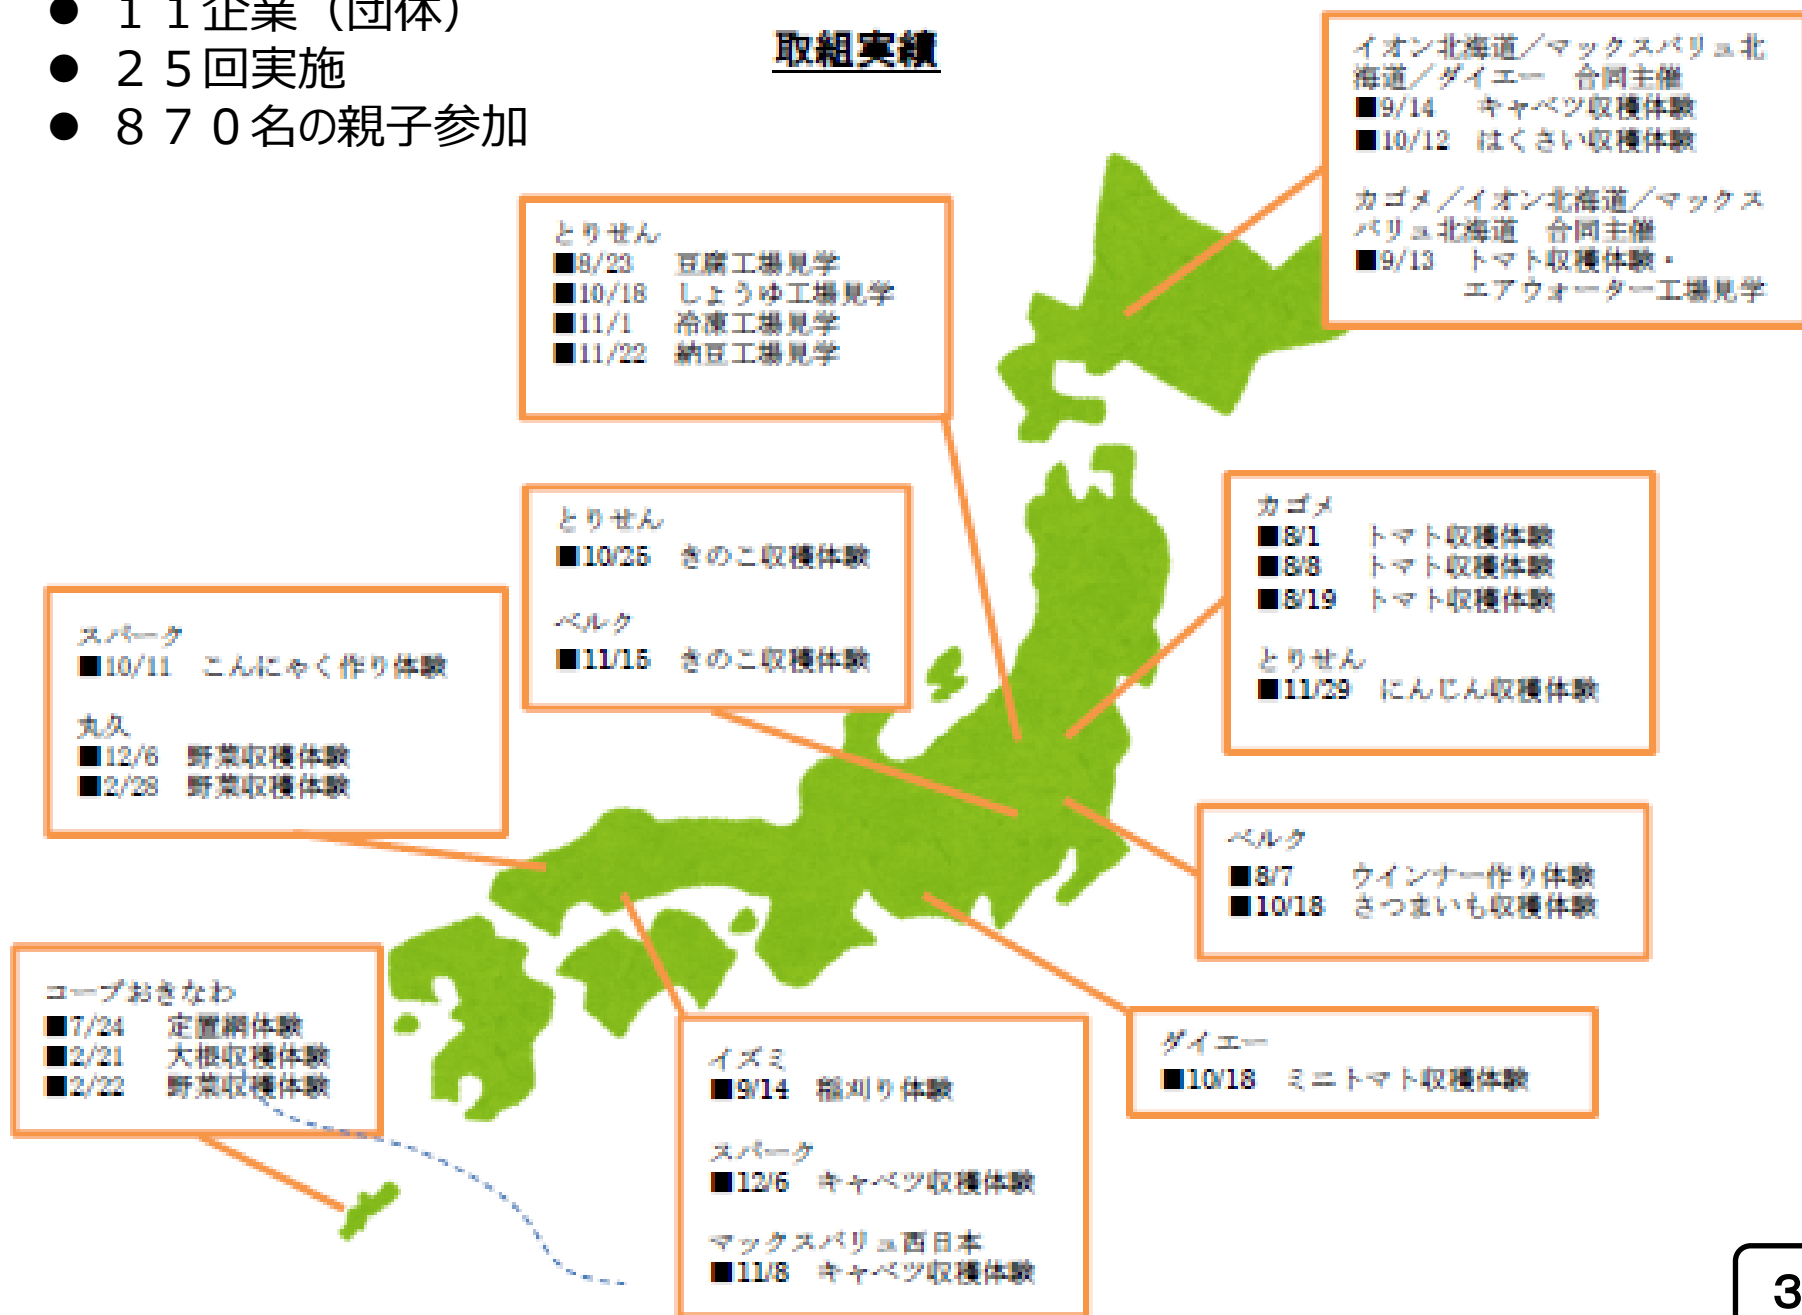 ● １１企業（団体）
● ２５回実施
● ８７０名の親子参加
取組実績
イオン北海道／マックスバリュ北
海道／ダイエー　合同主催
■9/14　キャベツ収穫体験
■10/12　はくさい収穫体験
カゴメ／イオン北海道／マックス
バリュ北海道　合同主催
■9/13　トマト収穫体験・
エアウォーター工場見学
とりせん
■8/23　豆腐工場見学
■10/18　しょうゆ工場見学
■11/1　冷凍工場見学
■11/22　納豆工場見学
とりせん
■10/25　きのこ収穫体験
ベルク
■11/15　きのこ収穫体験
カゴメ
■8/1　トマト収穫体験
■8/8　トマト収穫体験
■8/19　トマト収穫体験
とりせん
■11/29　にんじん収穫体験
スパーク
■10/11　こんにゃく作り体験
丸久
■12/6　野菜収穫体験
■2/28　野菜収穫体験
ベルク
■8/7　ウインナー作り体験
■10/18　さつまいも収穫体験
コープおきなわ
■7/24　定置網体験
■2/21　大根収穫体験
■2/22　野菜収穫体験
イズミ
■9/14　稲刈り体験
スパーク
■12/6　キャベツ収穫体験
マックスバリュ西日本
■11/8　キャベツ収穫体験
ダイエー
■10/18　ミニトマト収穫体験
3